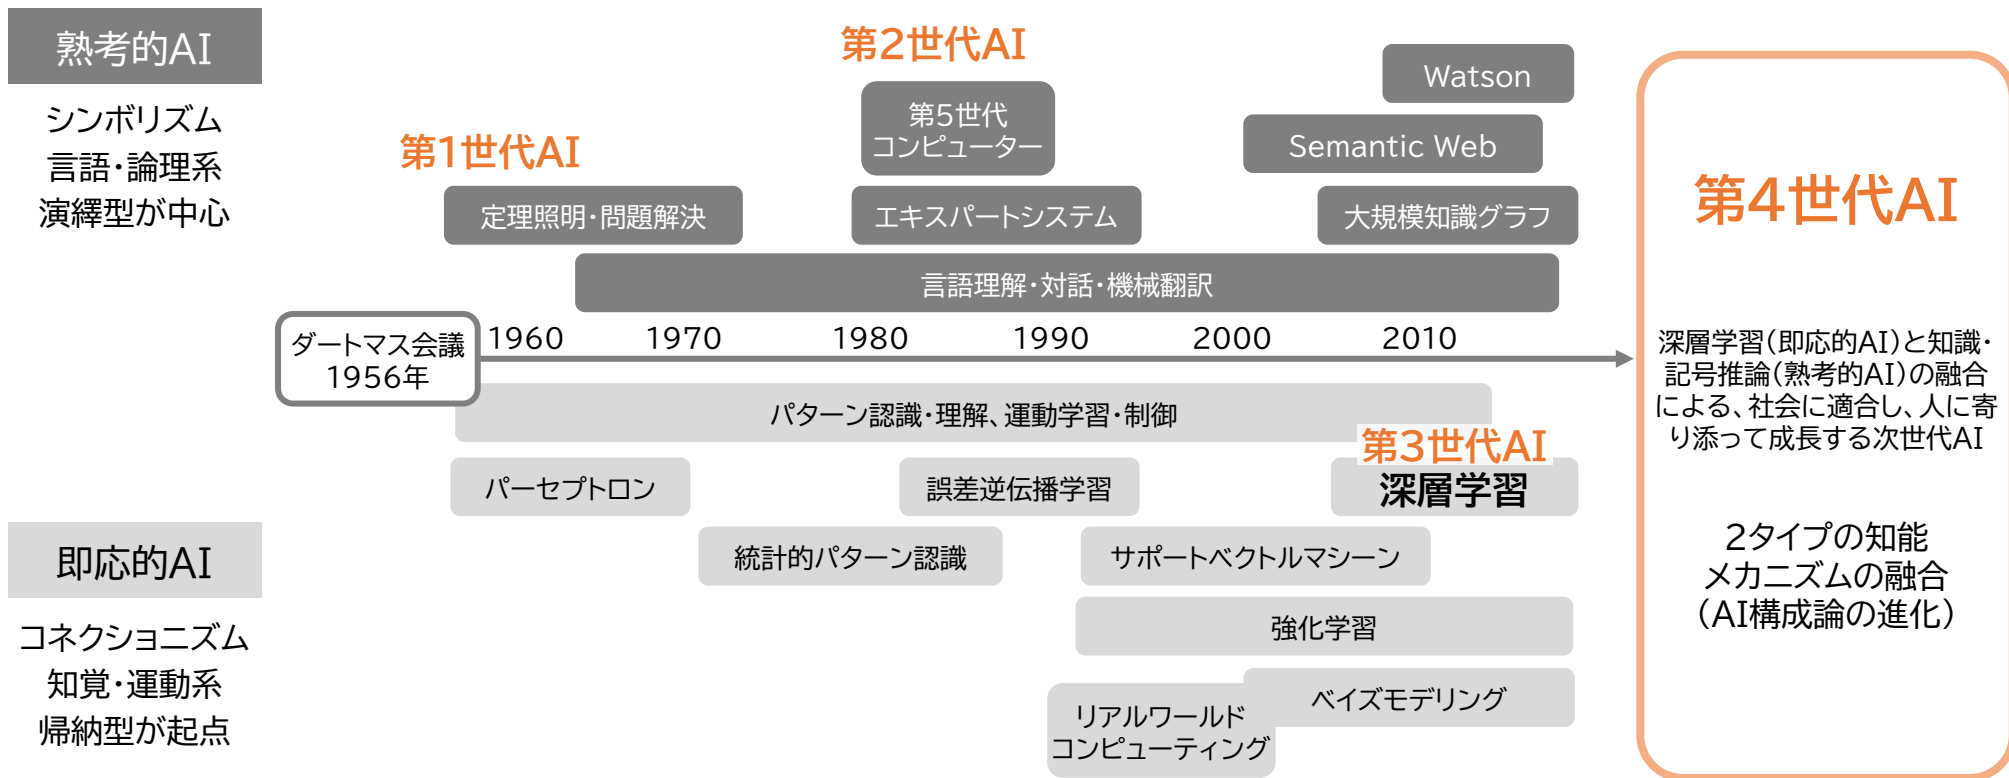 熟考的AI
シンボリズム
言語・論理系
演繹型が中心
第1世代AI
第2世代AI
第5世代
コンピューター
Watson
Semantic Web
定理照明・問題解決
エキスパートシステム
大規模知識グラフ
言語理解・対話・機械翻訳
ダートマス会議
1956年
1960
1970
1980
1990
2000
2010
パターン認識・理解、運動学習・制御
第3世代AI
深層学習
パーセプトロン
誤差逆伝播学習
統計的パターン認識
サポートベクトルマシーン
強化学習
ベイズモデリング
リアルワールド
コンピューティング
即応的AI
コネクショニズム
知覚・運動系
帰納型が起点
第4世代AI
深層学習(即応的AI)と知識・
記号推論(熟考的AI)の融合
による、社会に適合し、人に寄
り添って成長する次世代AI
2タイプの知能
メカニズムの融合
(AI構成論の進化)